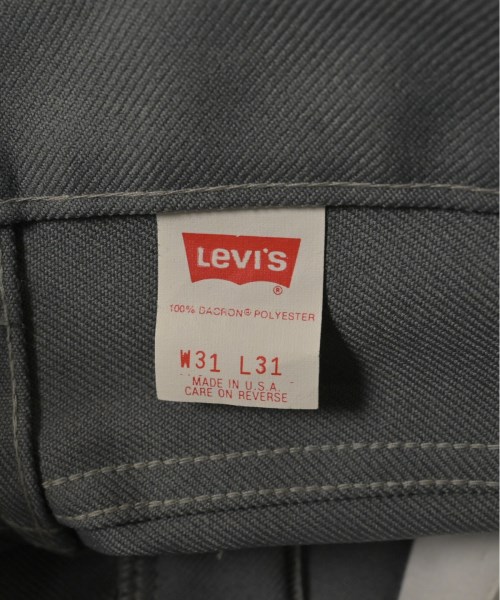 Levi's
®
100% DACRON® POLYESTER
W31 L31
MADE IN U.S.A.
CARE ON REVERSE